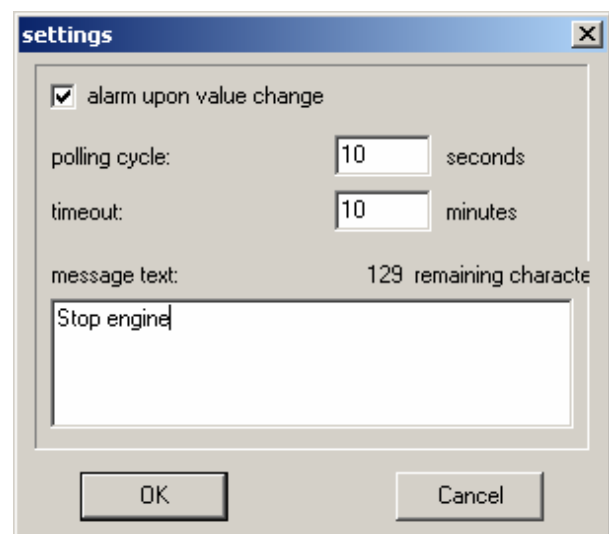 settings
alarm upon value change
polling cycle: 10 seconds
timeout: 10 minutes
message text: 129 remaining characte
Stop engine
OK Cancel